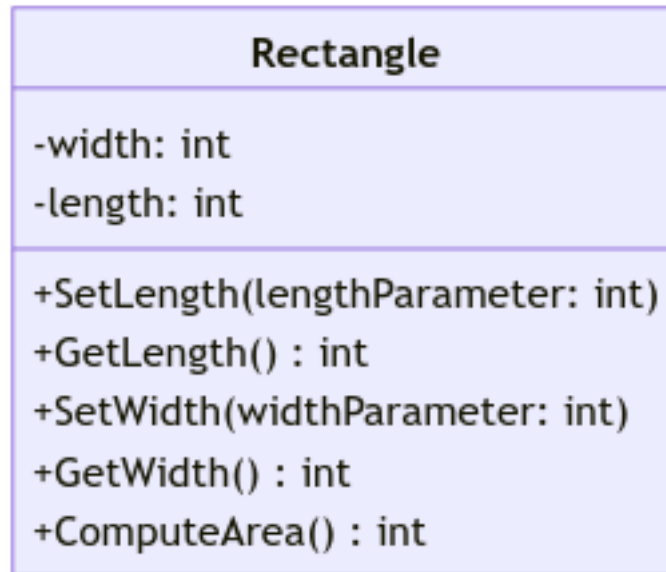 Rectangle
-width: int
-length: int
+SetLength(lengthParameter: int)
+GetLength() : int
+SetWidth(widthParameter: int)
+GetWidth() : int
+ComputeArea() : int